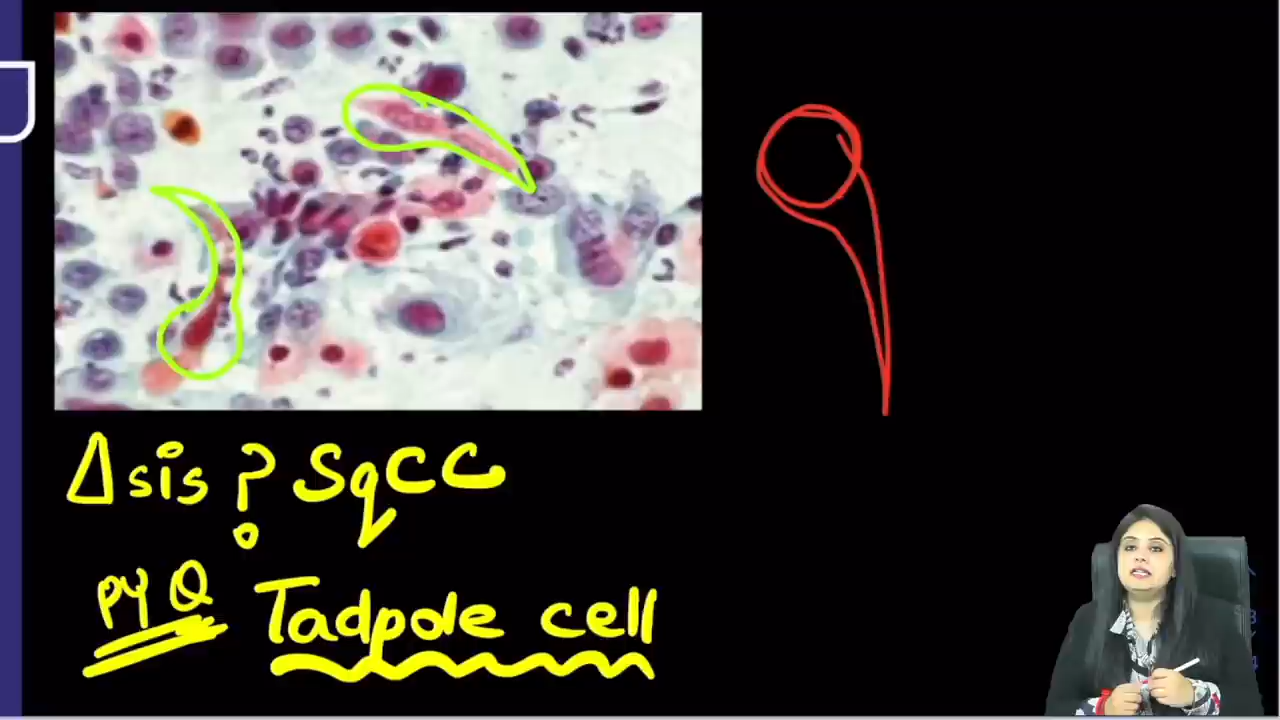 Δsis ? SqCC
PYQ Tadpole cell